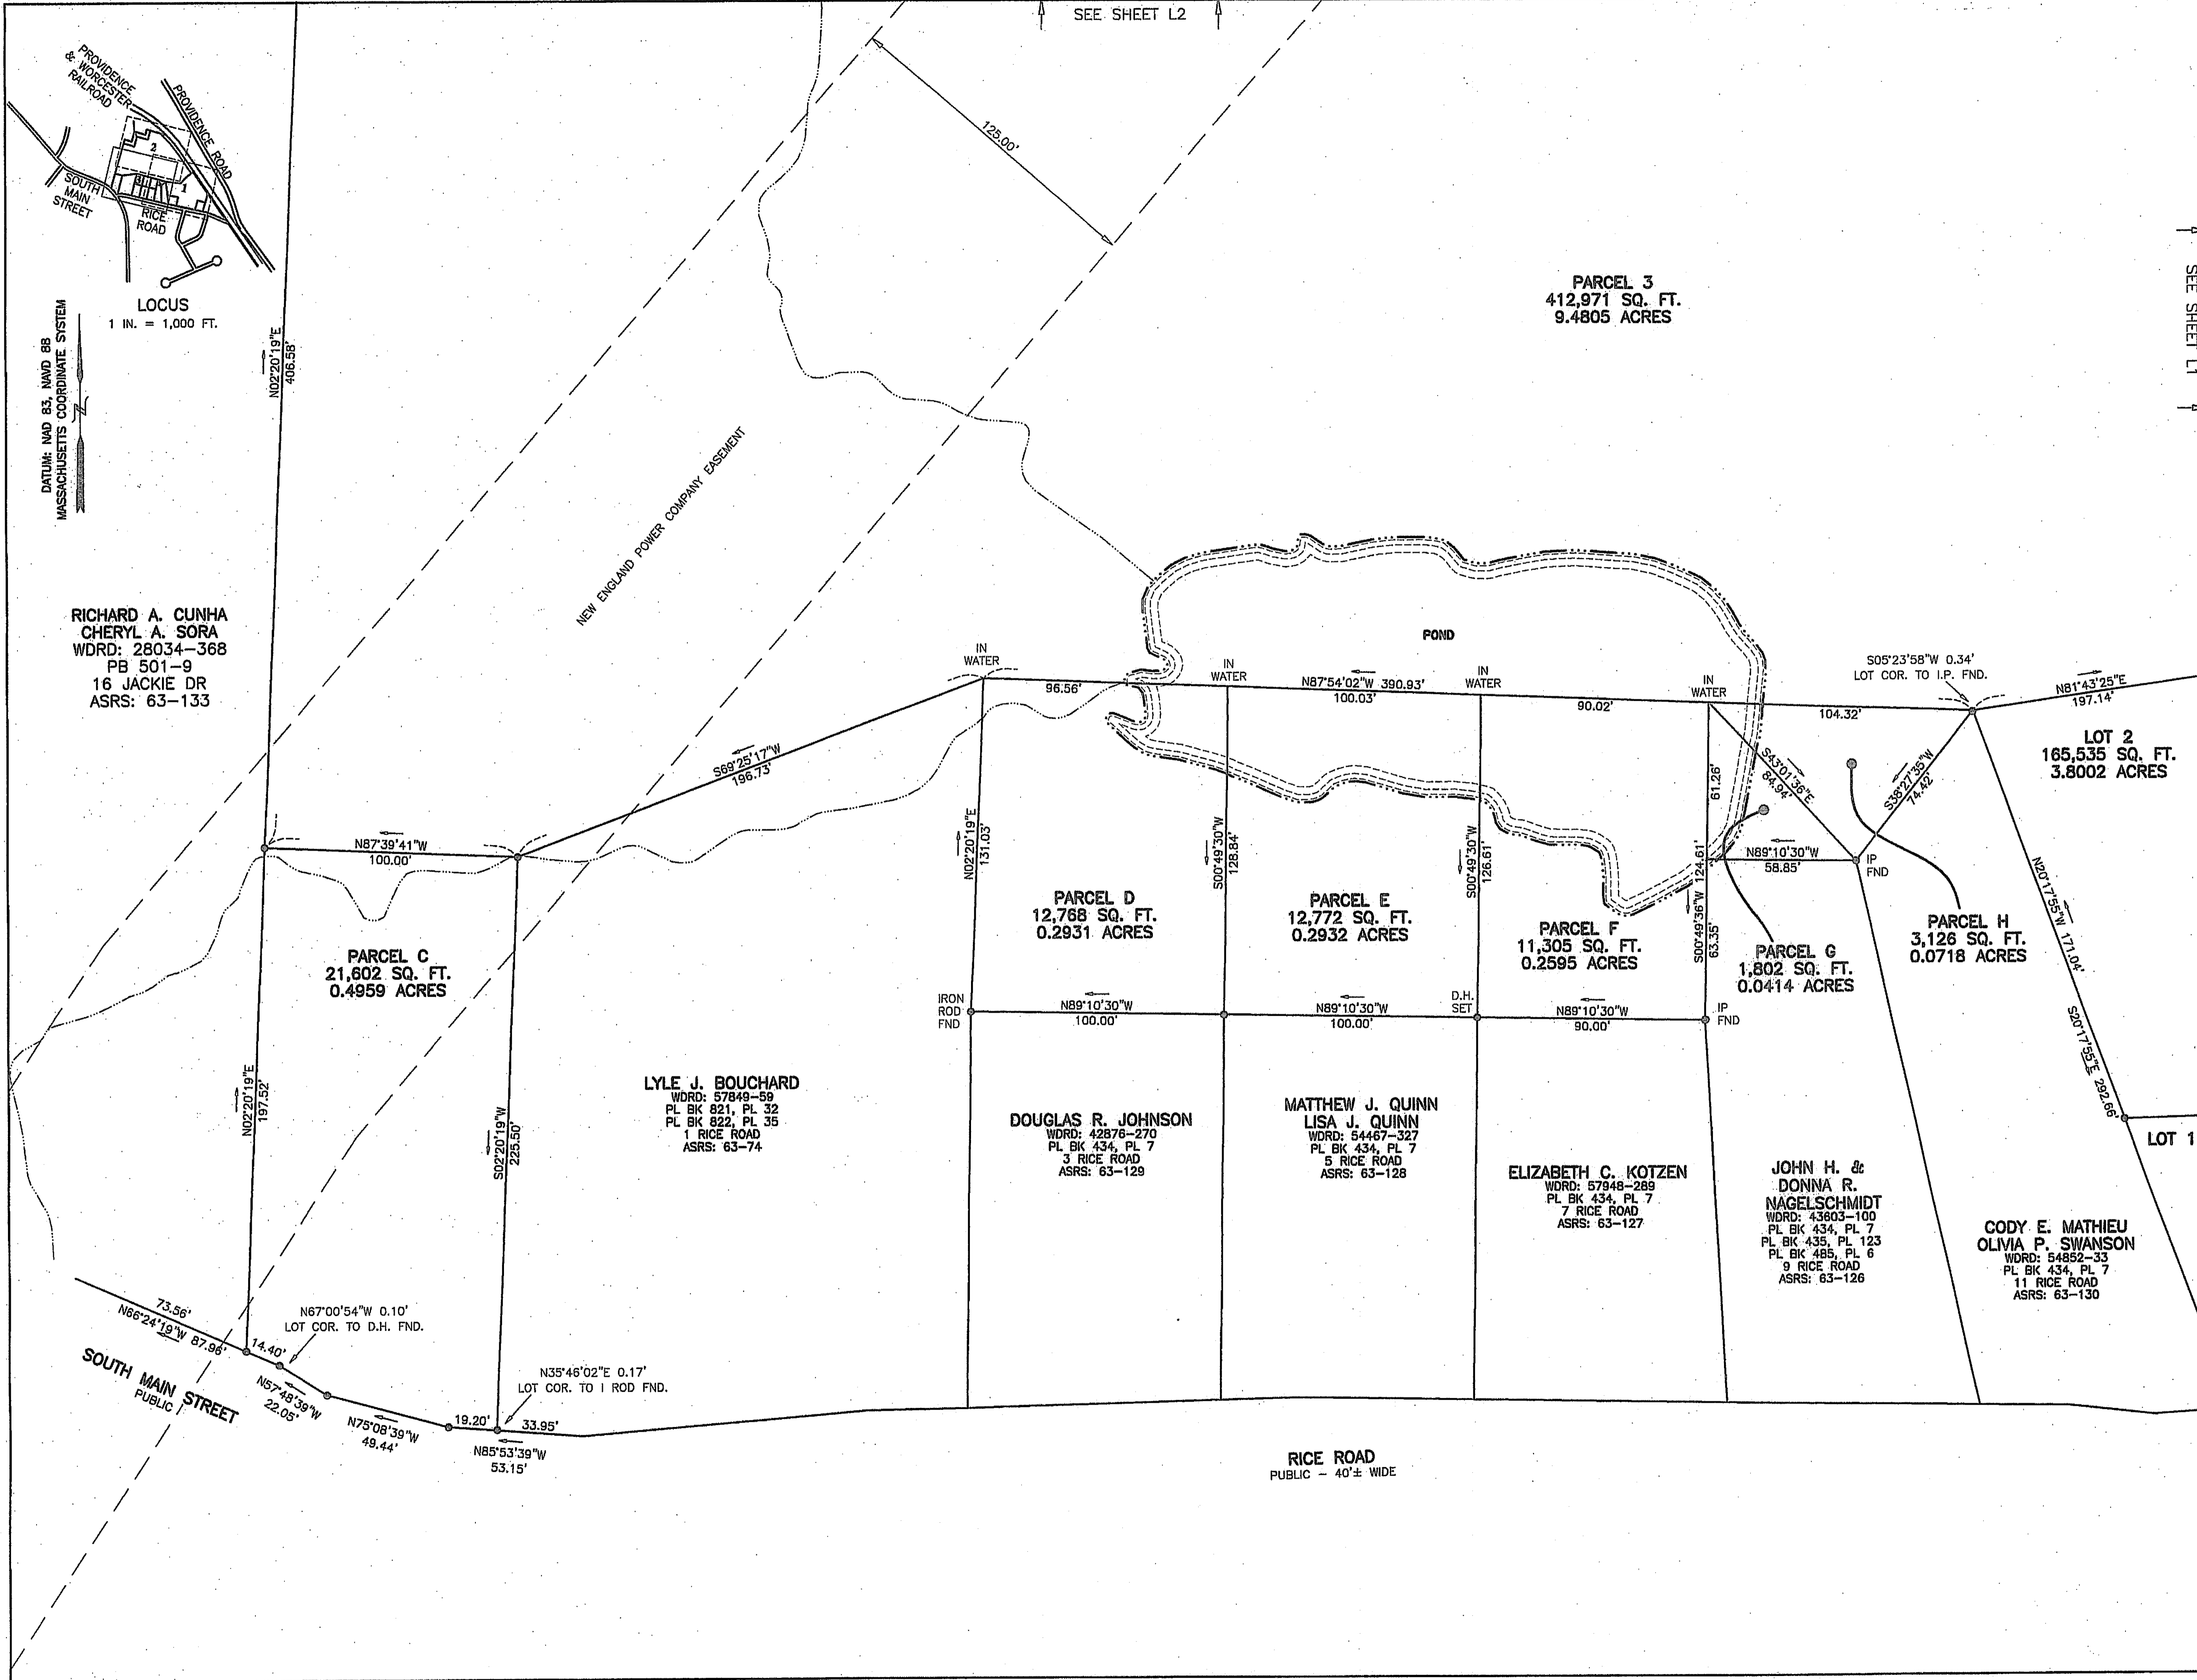 SEE SHEET L2
PROVIDENCE
& WORCESTER
RAILROAD
PROVIDENCE ROAD
2
3
1
SOUTH
MAIN
STREET
RICE
ROAD
LOCUS
1 IN. = 1,000 FT.
DATUM: NAD 83, NAVD 88
MASSACHUSETTS COORDINATE SYSTEM
N02°20'19"E
406.58'
125.00'
NEW ENGLAND POWER COMPANY EASEMENT
PARCEL 3
412,971 SQ. FT.
9.4805 ACRES
SEE SHEET L1
RICHARD A. CUNHA
CHERYL A. SORA
WDRD: 28034-368
PB 501-9
16 JACKIE DR
ASRS: 63-133
POND
IN
WATER
96.56'
IN
WATER
N87°54'02"W 390.93'
100.03'
IN
WATER
90.02'
IN
WATER
104.32'
S05°23'58"W 0.34'
LOT COR. TO I.P. FND.
N81°43'25"E
197.14'
LOT 2
165,535 SQ. FT.
3.8002 ACRES
S69°25'17"W
196.73'
N87°39'41"W
100.00'
N02°20'19"E
131.03'
S00°49'30"W
128.84'
S00°49'30"W
126.61'
61.26'
S43°01'36"E
84.94'
S38°27'35"W
74.42'
S00°49'36"W 124.61'
63.35'
N89°10'30"W
58.85'
IP
FND
N20°17'55"W 171.04'
S20°17'55"E 292.66'
PARCEL C
21,602 SQ. FT.
0.4959 ACRES
PARCEL D
12,768 SQ. FT.
0.2931 ACRES
PARCEL E
12,772 SQ. FT.
0.2932 ACRES
PARCEL F
11,305 SQ. FT.
0.2595 ACRES
PARCEL G
1,802 SQ. FT.
0.0414 ACRES
PARCEL H
3,126 SQ. FT.
0.0718 ACRES
IRON
ROD
FND
N89°10'30"W
100.00'
N89°10'30"W
100.00'
D.H.
SET
N89°10'30"W
90.00'
IP
FND
N02°20'19"E
197.52'
S02°20'19"W
225.50'
LYLE J. BOUCHARD
WDRD: 57849-59
PL BK 821, PL 32
PL BK 822, PL 35
1 RICE ROAD
ASRS: 63-74
DOUGLAS R. JOHNSON
WDRD: 42876-270
PL BK 434, PL 7
3 RICE ROAD
ASRS: 63-129
MATTHEW J. QUINN
LISA J. QUINN
WDRD: 54467-327
PL BK 434, PL 7
5 RICE ROAD
ASRS: 63-128
ELIZABETH C. KOTZEN
WDRD: 57948-289
PL BK 434, PL 7
7 RICE ROAD
ASRS: 63-127
JOHN H. &
DONNA R.
NAGELSCHMIDT
WDRD: 43603-100
PL BK 434, PL 7
PL BK 435, PL 123
PL BK 485, PL 6
9 RICE ROAD
ASRS: 63-126
CODY E. MATHIEU
OLIVIA P. SWANSON
WDRD: 54852-33
PL BK 434, PL 7
11 RICE ROAD
ASRS: 63-130
LOT 1
73.56'
N66°24'19"W 87.96'
14.40'
N67°00'54"W 0.10'
LOT COR. TO D.H. FND.
SOUTH MAIN STREET
PUBLIC
N57°48'39"W
22.05'
N75°08'39"W
49.44'
19.20'
33.95'
N85°53'39"W
53.15'
N35°46'02"E 0.17'
LOT COR. TO I ROD FND.
RICE ROAD
PUBLIC - 40'± WIDE